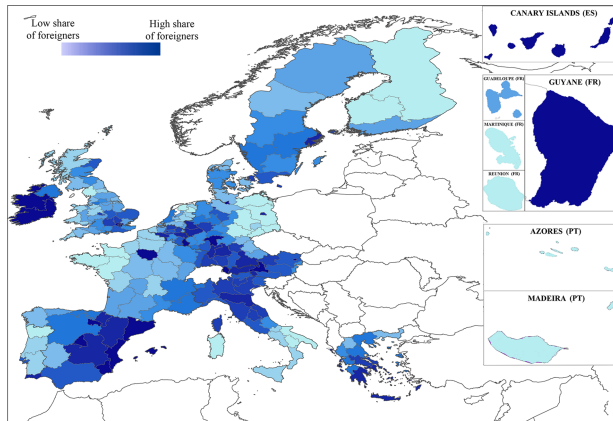 Low share
of foreigners
High share
of foreigners
CANARY ISLANDS (ES)
GUADELOUPE (FR)
GUYANE (FR)
MARTINIQUE (FR)
REUNION (FR)
AZORES (PT)
MADEIRA (PT)